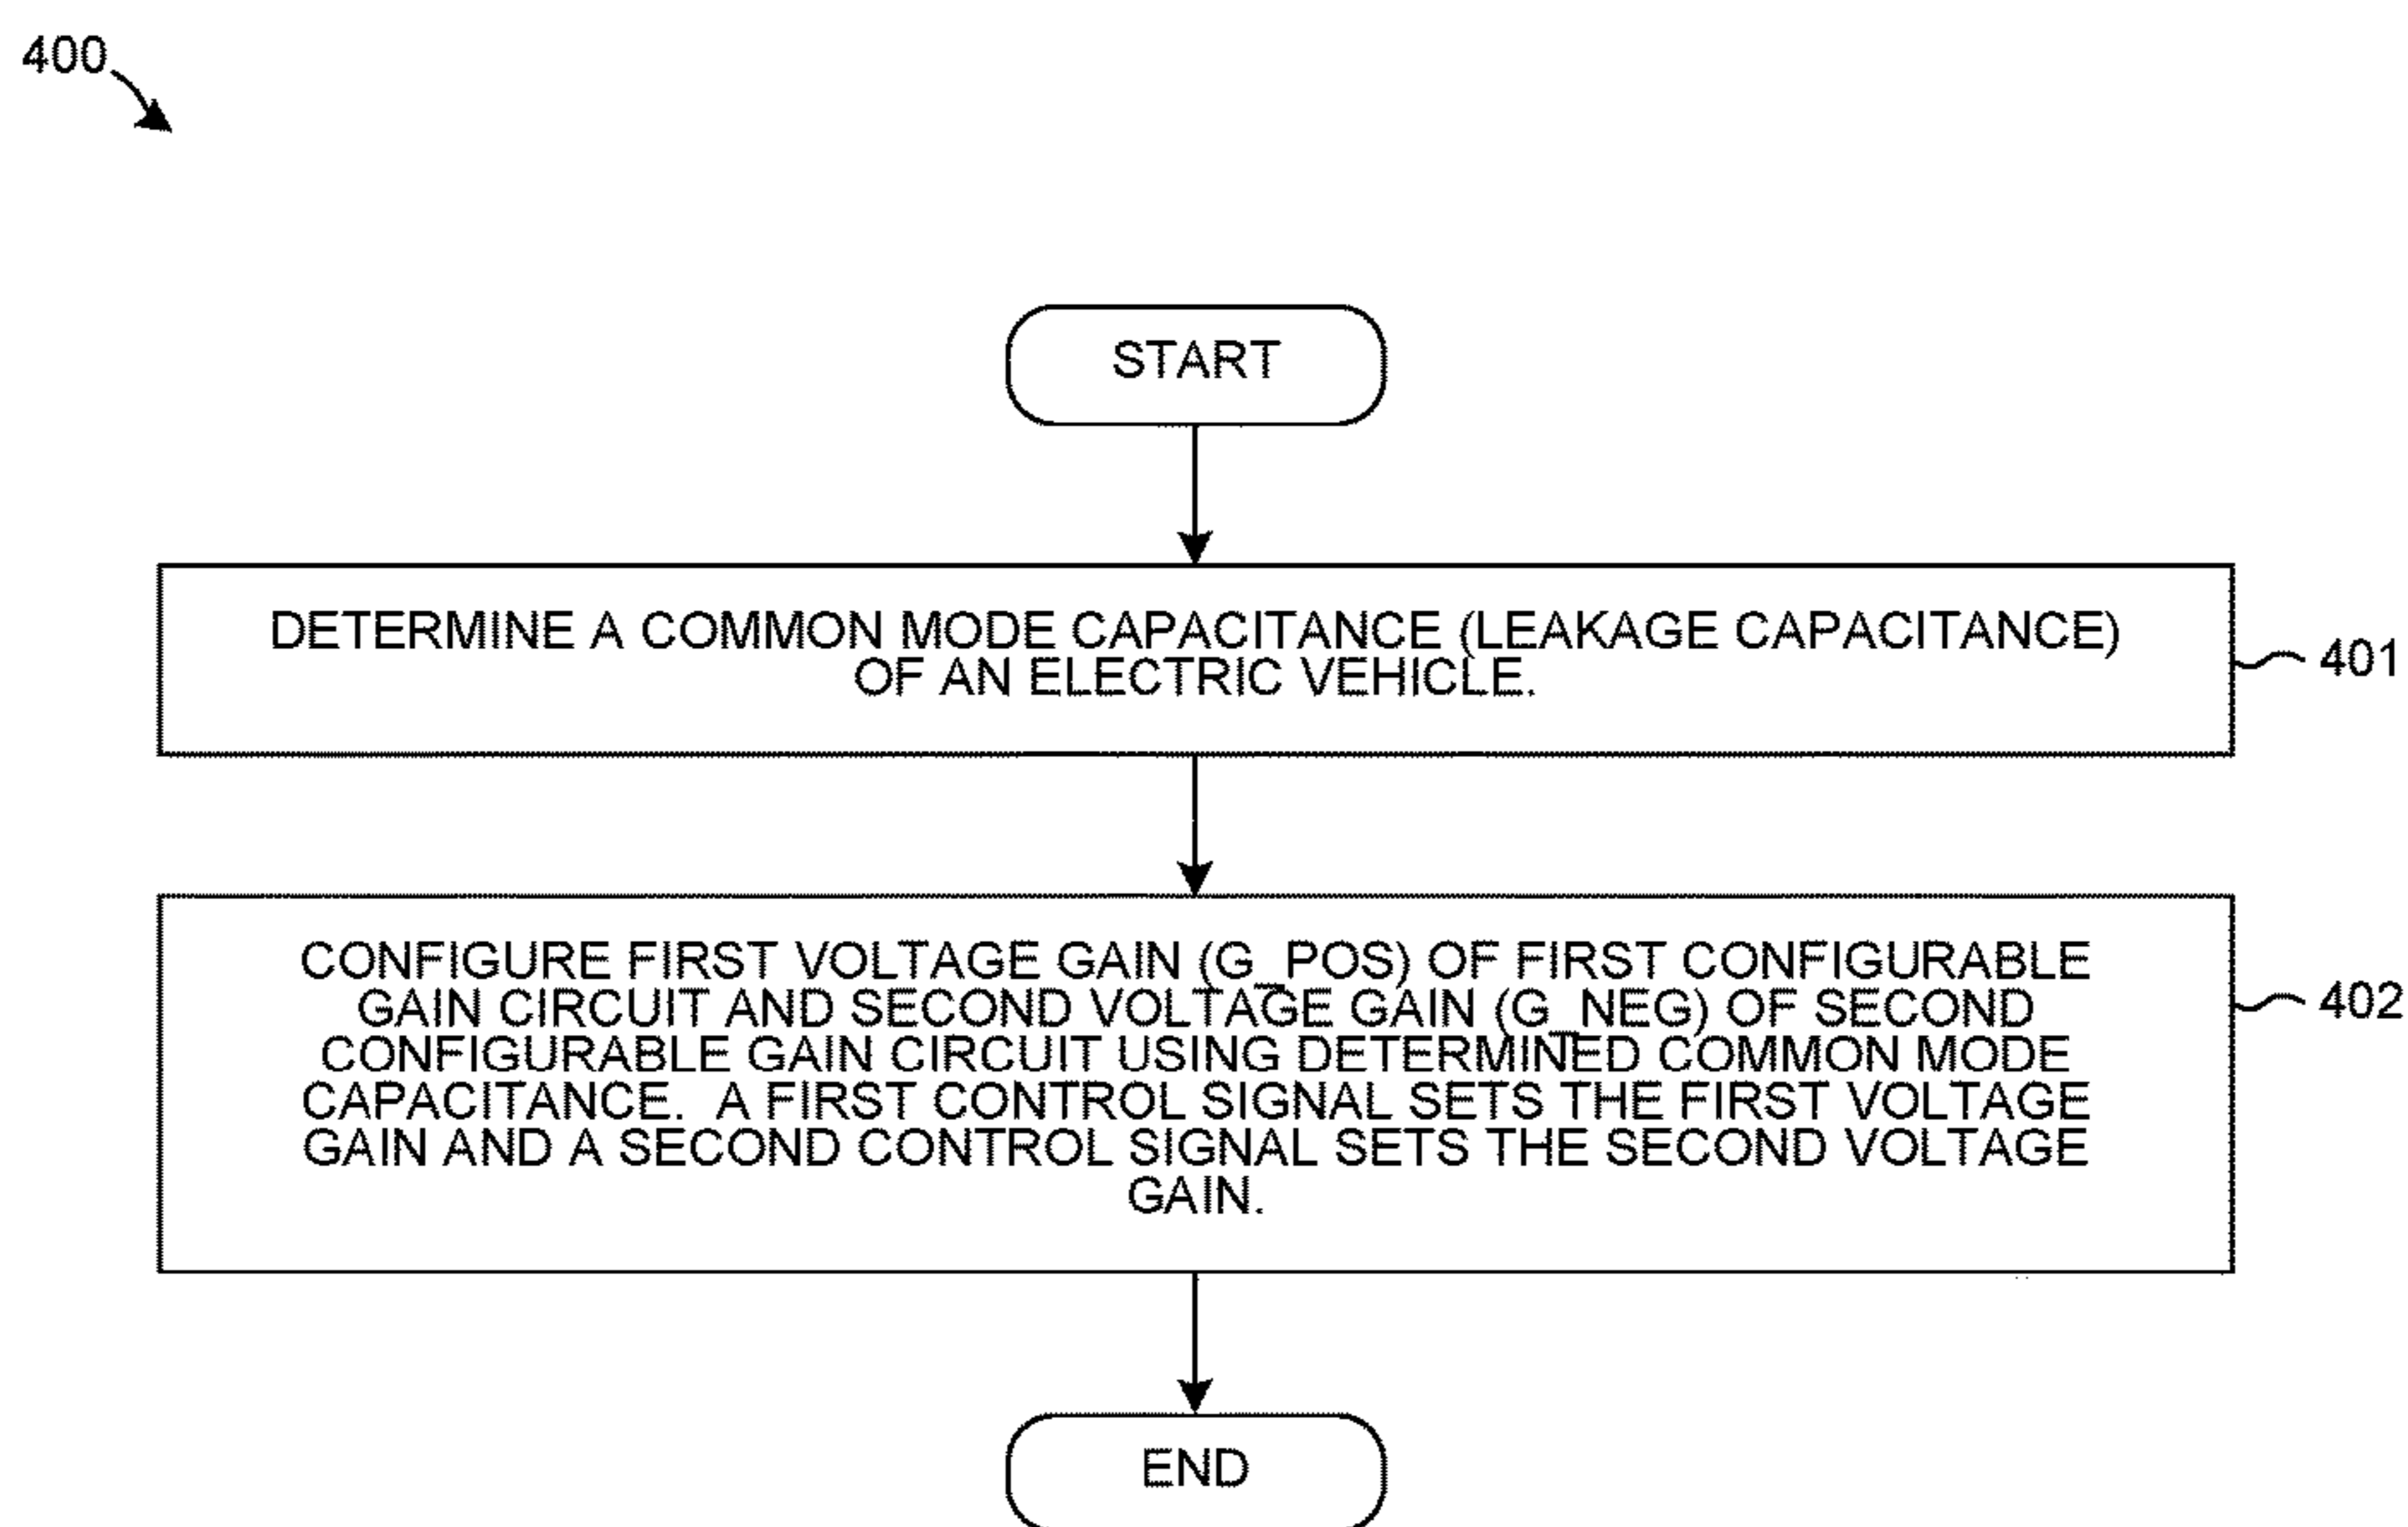 400
START
DETERMINE A COMMON MODE CAPACITANCE (LEAKAGE CAPACITANCE)
OF AN ELECTRIC VEHICLE.
401
CONFIGURE FIRST VOLTAGE GAIN (G_POS) OF FIRST CONFIGURABLE
GAIN CIRCUIT AND SECOND VOLTAGE GAIN (G_NEG) OF SECOND
CONFIGURABLE GAIN CIRCUIT USING DETERMINED COMMON MODE
CAPACITANCE. A FIRST CONTROL SIGNAL SETS THE FIRST VOLTAGE
GAIN AND A SECOND CONTROL SIGNAL SETS THE SECOND VOLTAGE
GAIN.
402
END